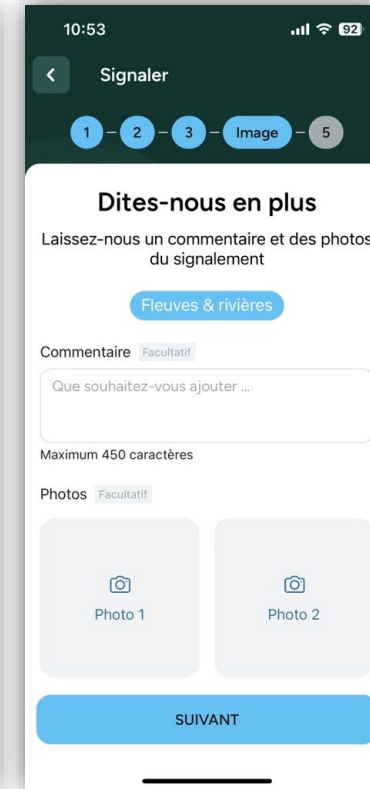 10:53
92
Signaler
1 - 2 - 3 - Image - 5
Dites-nous en plus
Laissez-nous un commentaire et des photos
du signalement
Fleuves & rivières
Commentaire Facultatif
Que souhaitez-vous ajouter ...
Maximum 450 caractères
Photos Facultatif
Photo 1 Photo 2
SUIVANT